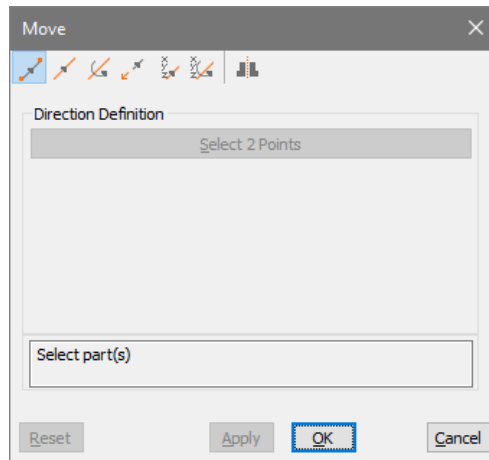 Move
Direction Definition
Select 2 Points
Select part(s)
Reset Apply OK Cancel